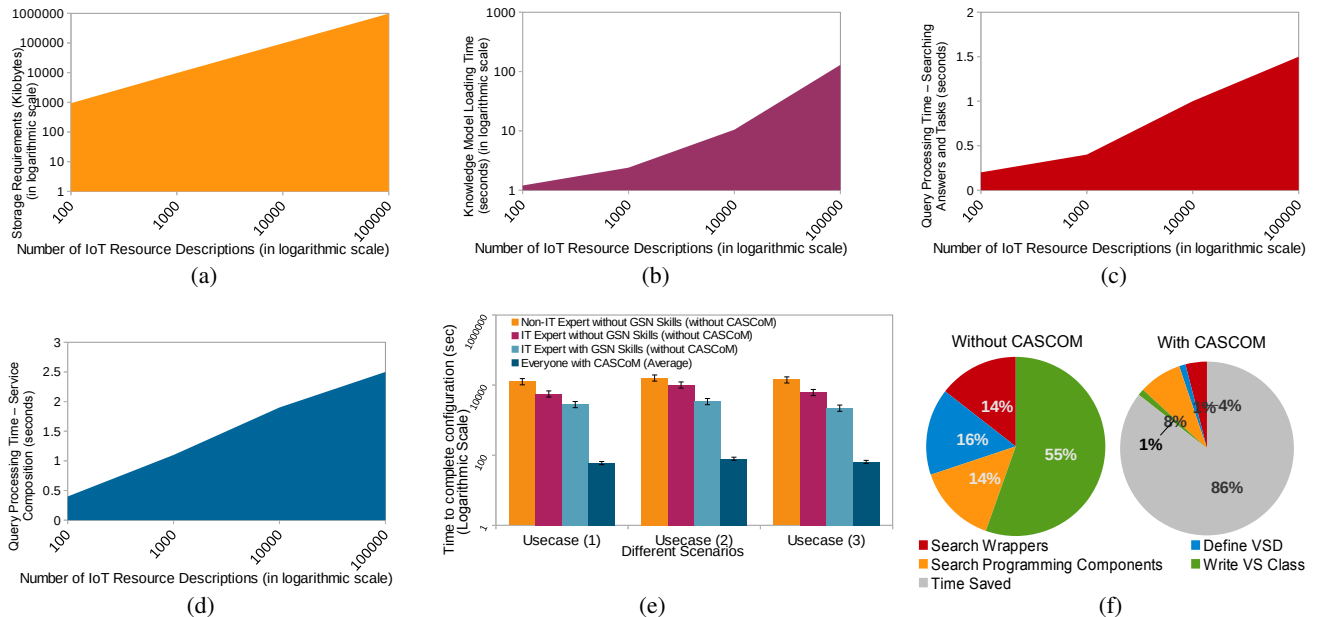 Storage Requirements (Kilobytes)
(in logarithmic scale)
1000000
100000
10000
1000
100
10
1
100
1000
10000
100000
Number of IoT Resource Descriptions (in logarithmic scale)
(a)
Knowledge Model Loading Time
(seconds) (in logarithmic scale)
1000
100
10
1
100
1000
10000
100000
Number of IoT Resource Descriptions (in logarithmic scale)
(b)
Query Processing Time – Searching
Answers and Tasks (seconds)
2
1.5
1
0.5
0
100
1000
10000
100000
Number of IoT Resource Descriptions (in logarithmic scale)
(c)
Query Processing Time – Service
Composition (seconds)
3
2.5
2
1.5
1
0.5
0
100
1000
10000
100000
Number of IoT Resource Descriptions (in logarithmic scale)
(d)
Time to complete configuration (sec)
(Logarithmic Scale)
1000000
10000
100
1
Non-IT Expert without GSN Skills (without CASCoM)
IT Expert without GSN Skills (without CASCoM)
IT Expert with GSN Skills (without CASCoM)
Everyone with CASCoM (Average)
Usecase (1)
Usecase (2)
Usecase (3)
Different Scenarios
(e)
Without CASCOM
14%
16%
55%
14%
With CASCOM
1%
4%
8%
1%
86%
Search Wrappers
Define VSD
Search Programming Components
Write VS Class
Time Saved
(f)